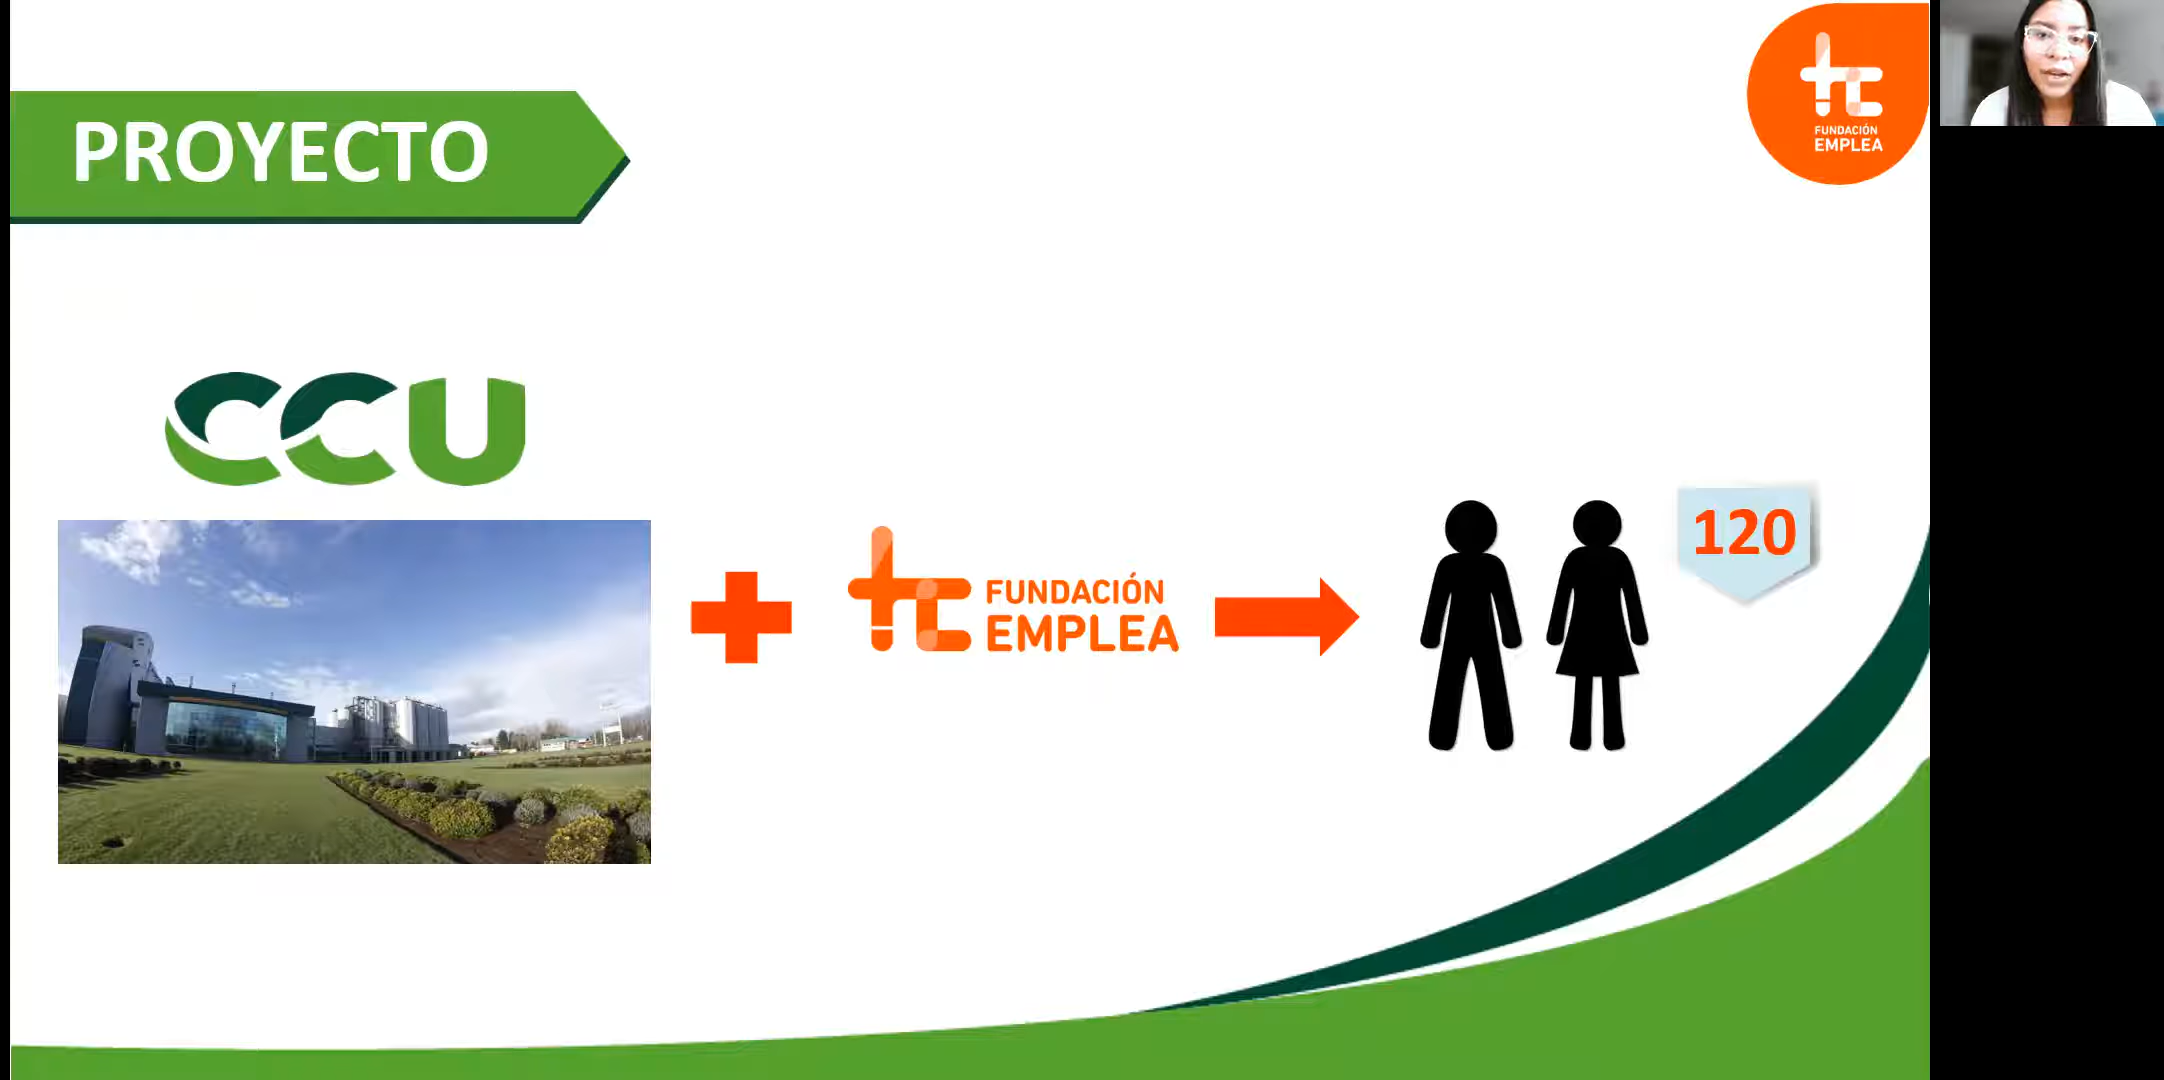 PROYECTO
FUNDACIÓN
EMPLEA
CCU
FUNDACIÓN
EMPLEA
120